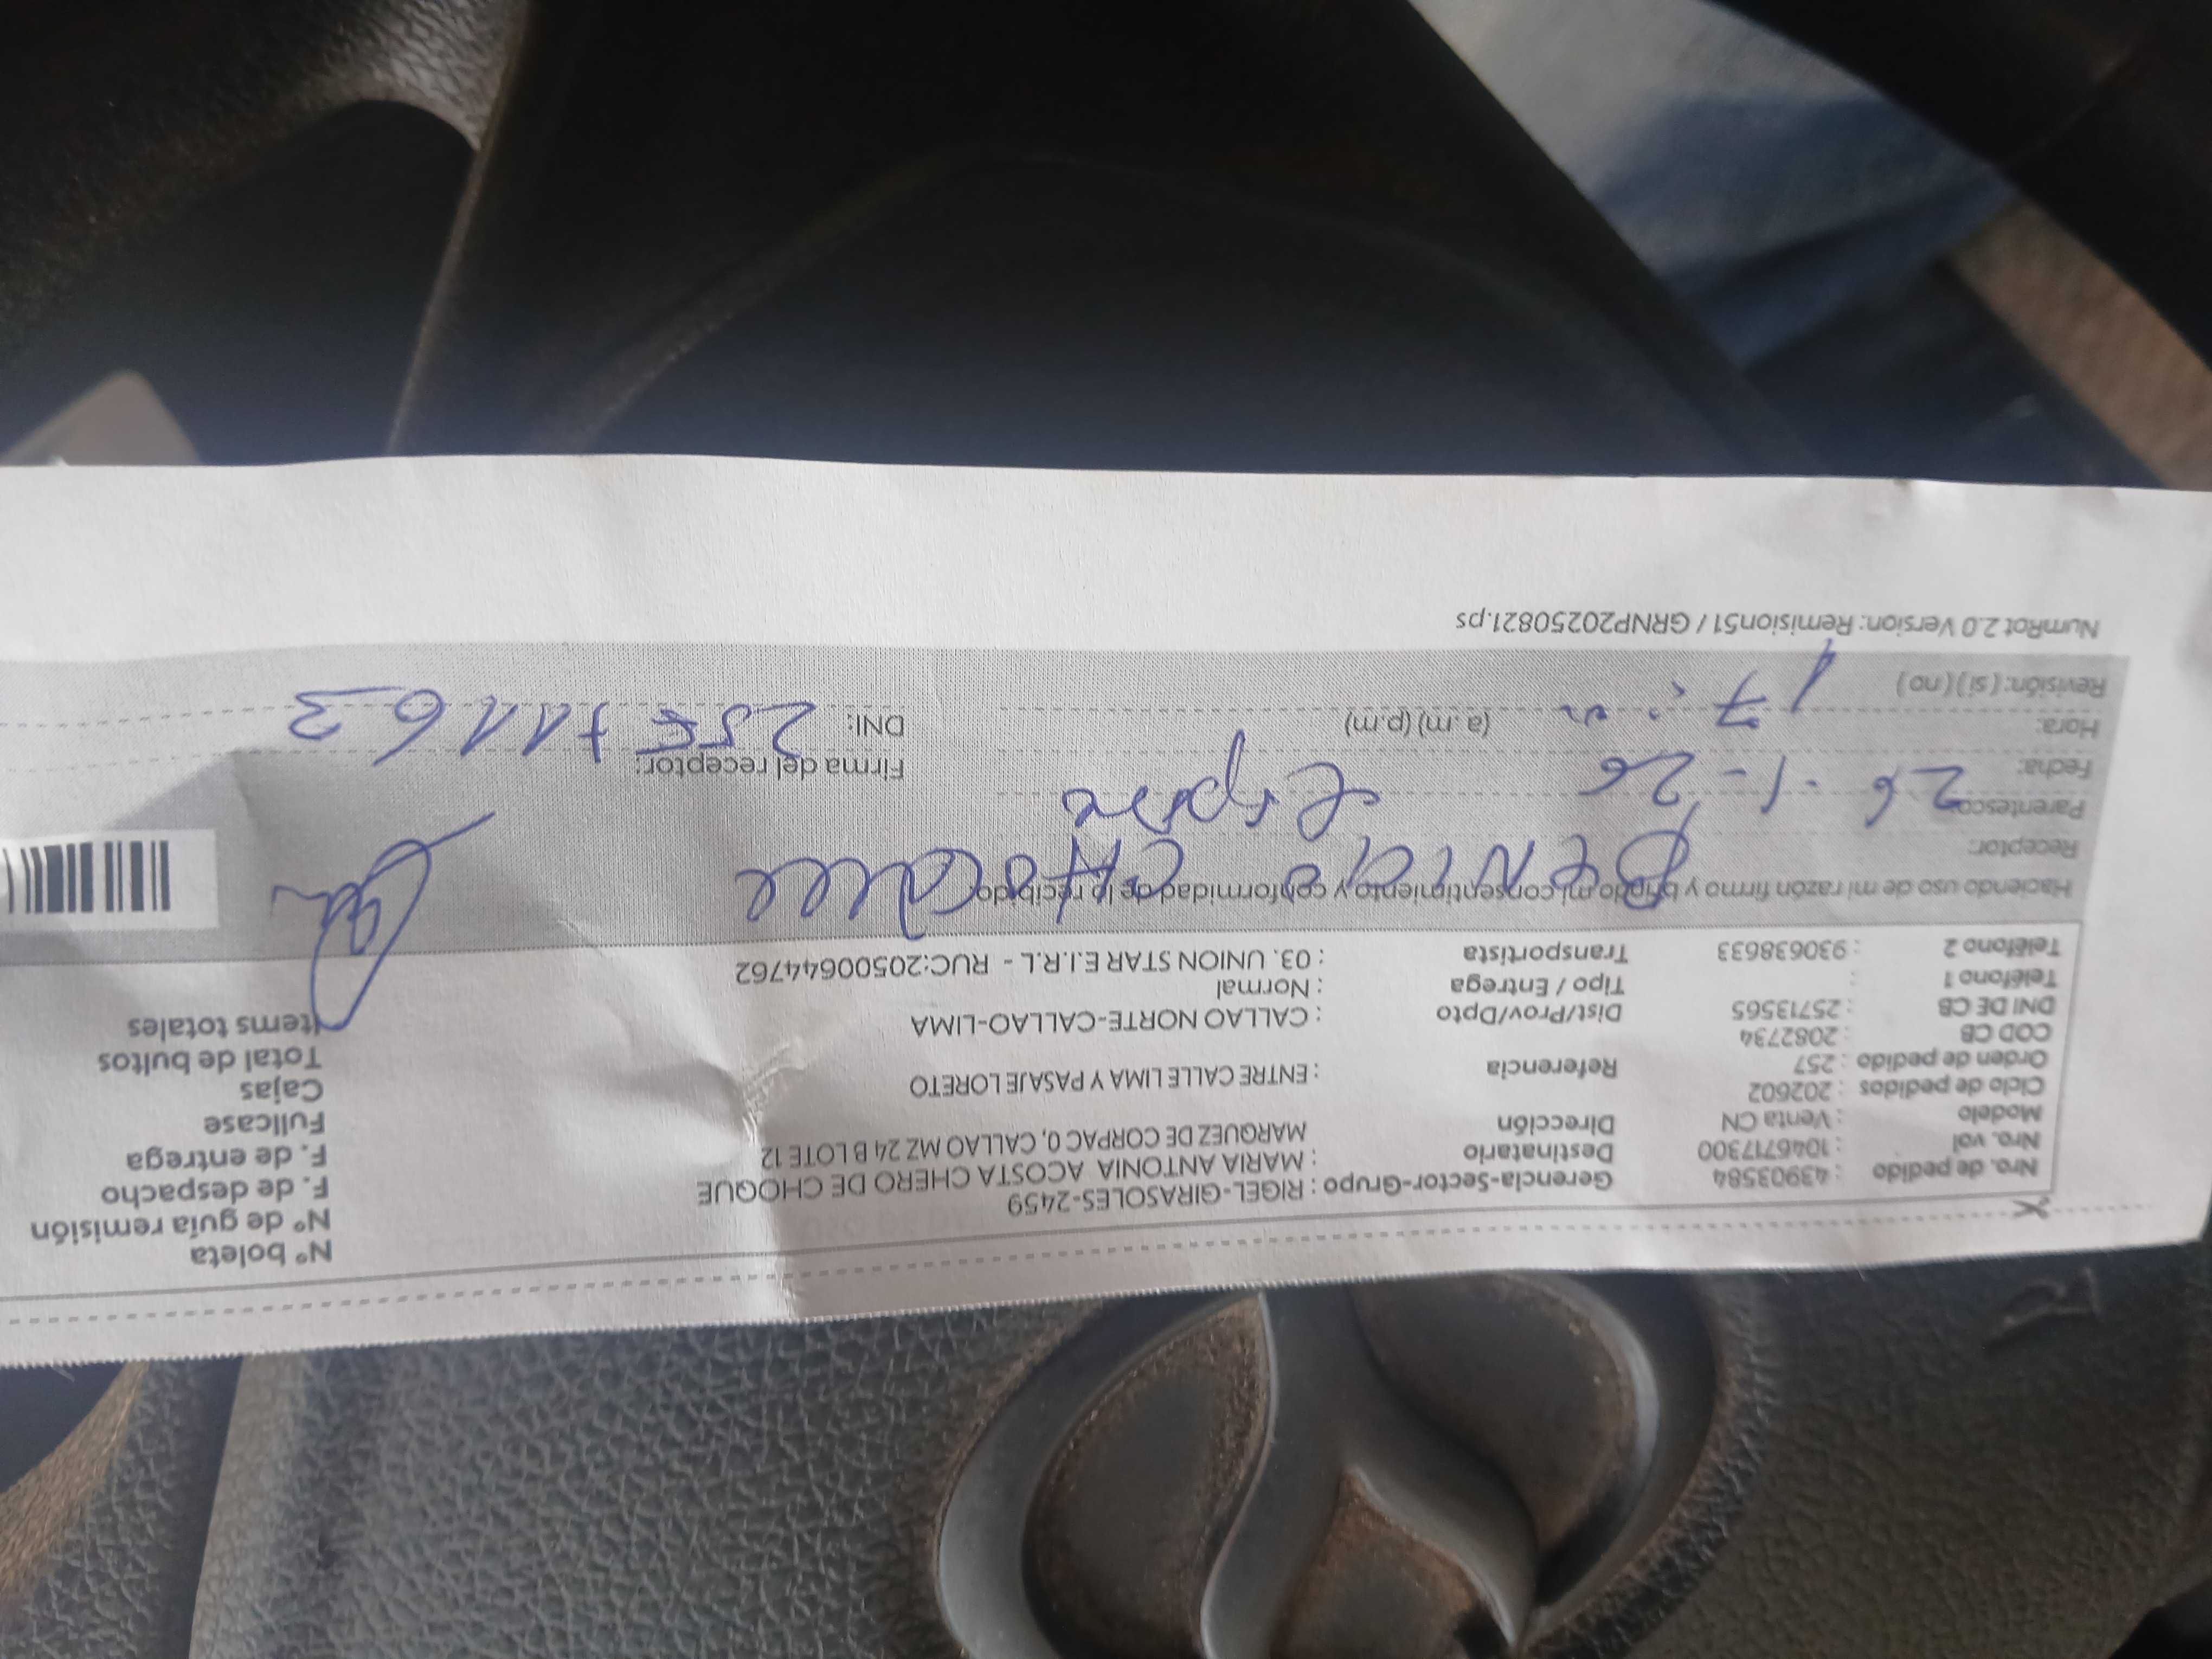 Nro. de pedido : 43903584 Gerencia-Sector-Grupo : RIGEL-GIRASOLES-2459 N° boleta
Nro. vol : 1046717300 Destinatario : MARIA ANTONIA ACOSTA CHERO DE CHOQUE N° de guía remisión
Modelo : Venta CN Dirección MARQUEZ DE CORPAC 0, CALLAO MZ 24 B LOTE 12 F. de despacho
Ciclo de pedidos : 202602 F. de entrega
Orden de pedido : 257 Referencia : ENTRE CALLE LIMA Y PASAJE LORETO Fullcase
COD CB : 2082734 Cajas
DNI DE CB : 25713565 Dist/Prov/Dpto : CALLAO NORTE-CALLAO-LIMA Total de bultos
Teléfono 1 : Tipo / Entrega : Normal Items totales
Teléfono 2 : 930638633 Transportista : 03. UNION STAR E.I.R.L - RUC:20500644762
Haciendo uso de mi razón firmo y brindo mi consentimiento y conformidad de lo recibido
Receptor: BENICIO
Parentesco:
Fecha: 26-1-26 Firma del receptor:
Hora: (a.m) (p.m) DNI:
Revisión: ( si ) ( no )
NumRot 2.0 Version: Remision51 / GRNP20250821.ps